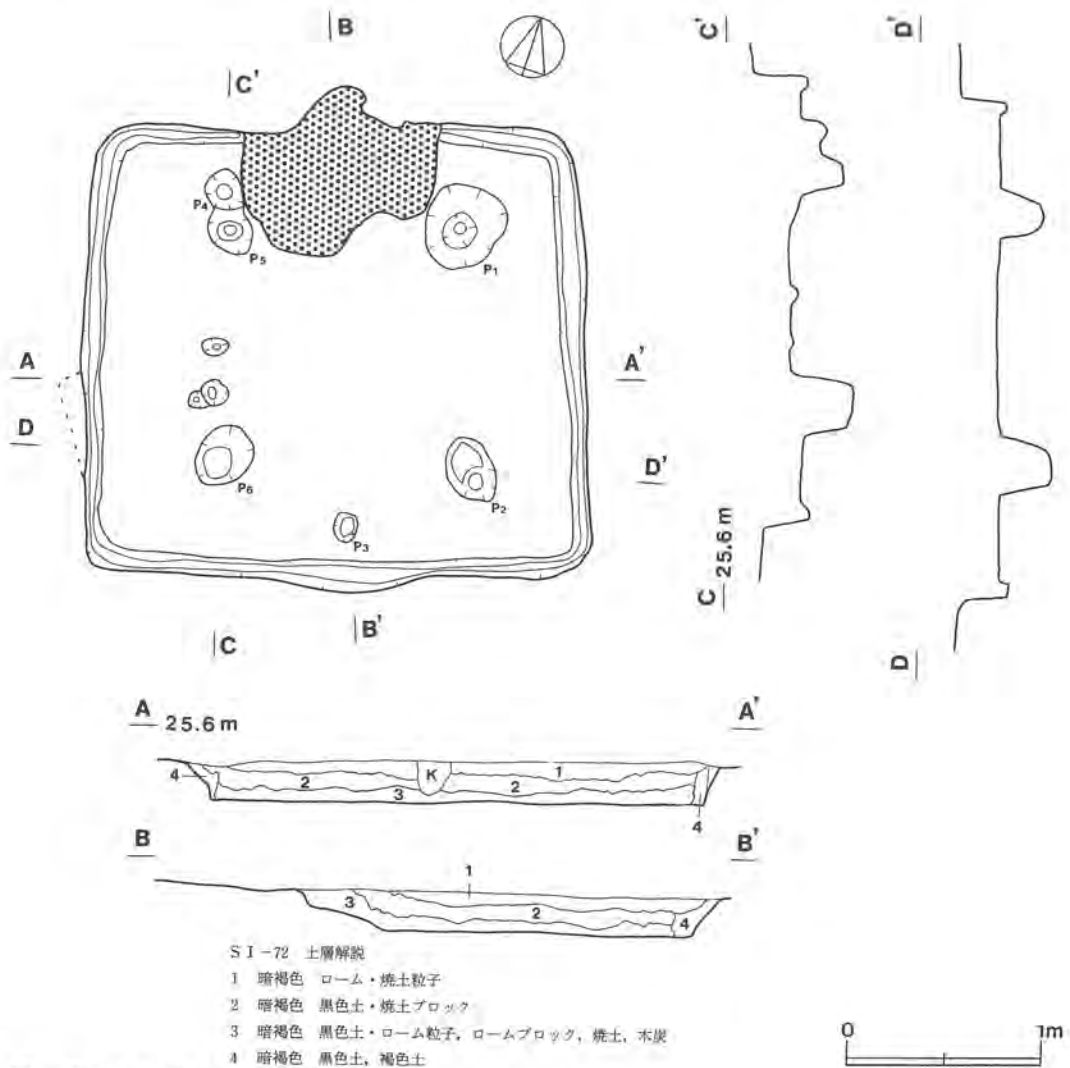 B
C'
C'
D'
P4
P5
P1
A
A'
D
D'
P6
P2
P3
B'
C
C 25.6m
D
A 25.6m
A'
4
2
K
1
2
3
4
B
B'
1
3
2
4
SI-72 土層解説
1 暗褐色 ローム・焼土粒子
2 暗褐色 黒色土・焼土ブロック
3 暗褐色 黒色土・ローム粒子,ロームブロック,焼土,木炭
4 暗褐色 黒色土,褐色土
0 1m